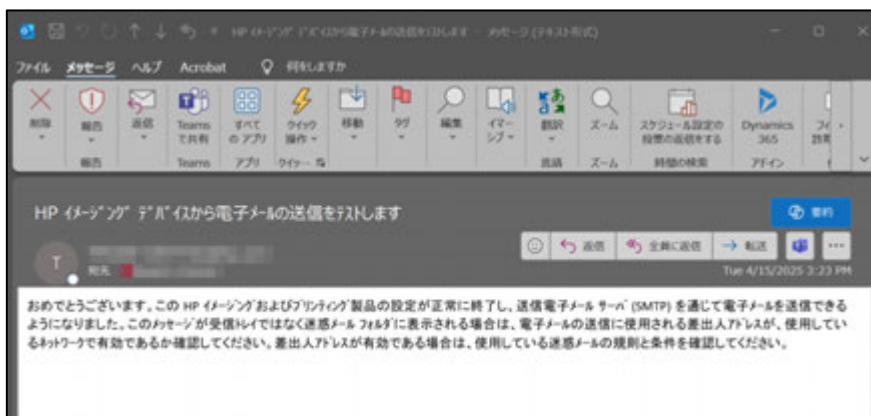 HP ｲﾒｰｼﾞﾝｸﾞ ﾃﾞﾊﾞｲｽから電子ﾒｰﾙの送信をﾃｽﾄします - ﾒｯｾｰｼﾞ (ﾃｷｽﾄ形式)
ファイル メッセージ ヘルプ Acrobat 何をしますか
削除 報告 返信 Teams で共有 すべて の アプリ クイック 操作 移動 タグ 編集 イマー シブ 翻訳 ズーム スケジュール設定の 投票の返信をする Dynamics 365
報告 Teams アプリ 言語 ズーム 時間の検索 アドイン
HP ｲﾒｰｼﾞﾝｸﾞ ﾃﾞﾊﾞｲｽから電子ﾒｰﾙの送信をﾃｽﾄします
要約
T
宛先
返信 全員に返信 転送
Tue 4/15/2025 3:23 PM
おめでとうございます。この HP ｲﾒｰｼﾞﾝｸﾞおよびﾌﾟﾘﾝﾃｨﾝｸﾞ製品の設定が正常に終了し、送信電子ﾒｰﾙ ｻｰﾊﾞ (SMTP) を通じて電子ﾒｰﾙを送信できる
ようになりました。このﾒｯｾｰｼﾞが受信ﾄﾚｲではなく迷惑ﾒｰﾙ ﾌｫﾙﾀﾞに表示される場合は、電子ﾒｰﾙの送信に使用される差出人ｱﾄﾞﾚｽが、使用してい
るﾈｯﾄﾜｰｸで有効であるか確認してください。差出人ｱﾄﾞﾚｽが有効である場合は、使用している迷惑ﾒｰﾙの規則と条件を確認してください。